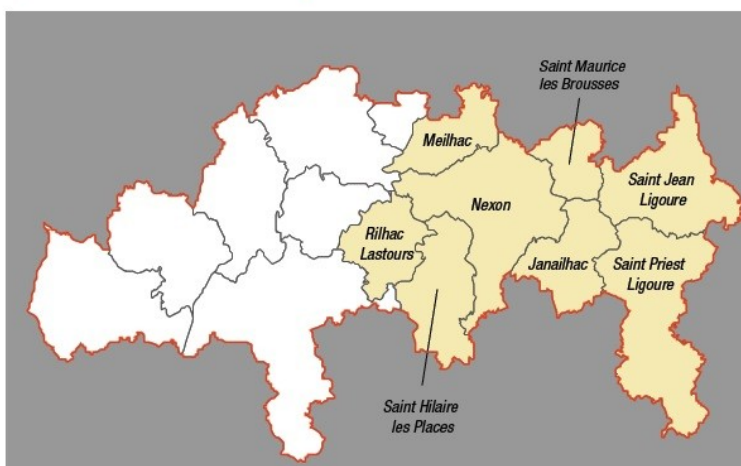 Saint Maurice
les Brousses
Meilhac
Saint Jean
Ligoure
Nexon
Rilhac
Lastours
Janailhac
Saint Priest
Ligoure
Saint Hilaire
les Places